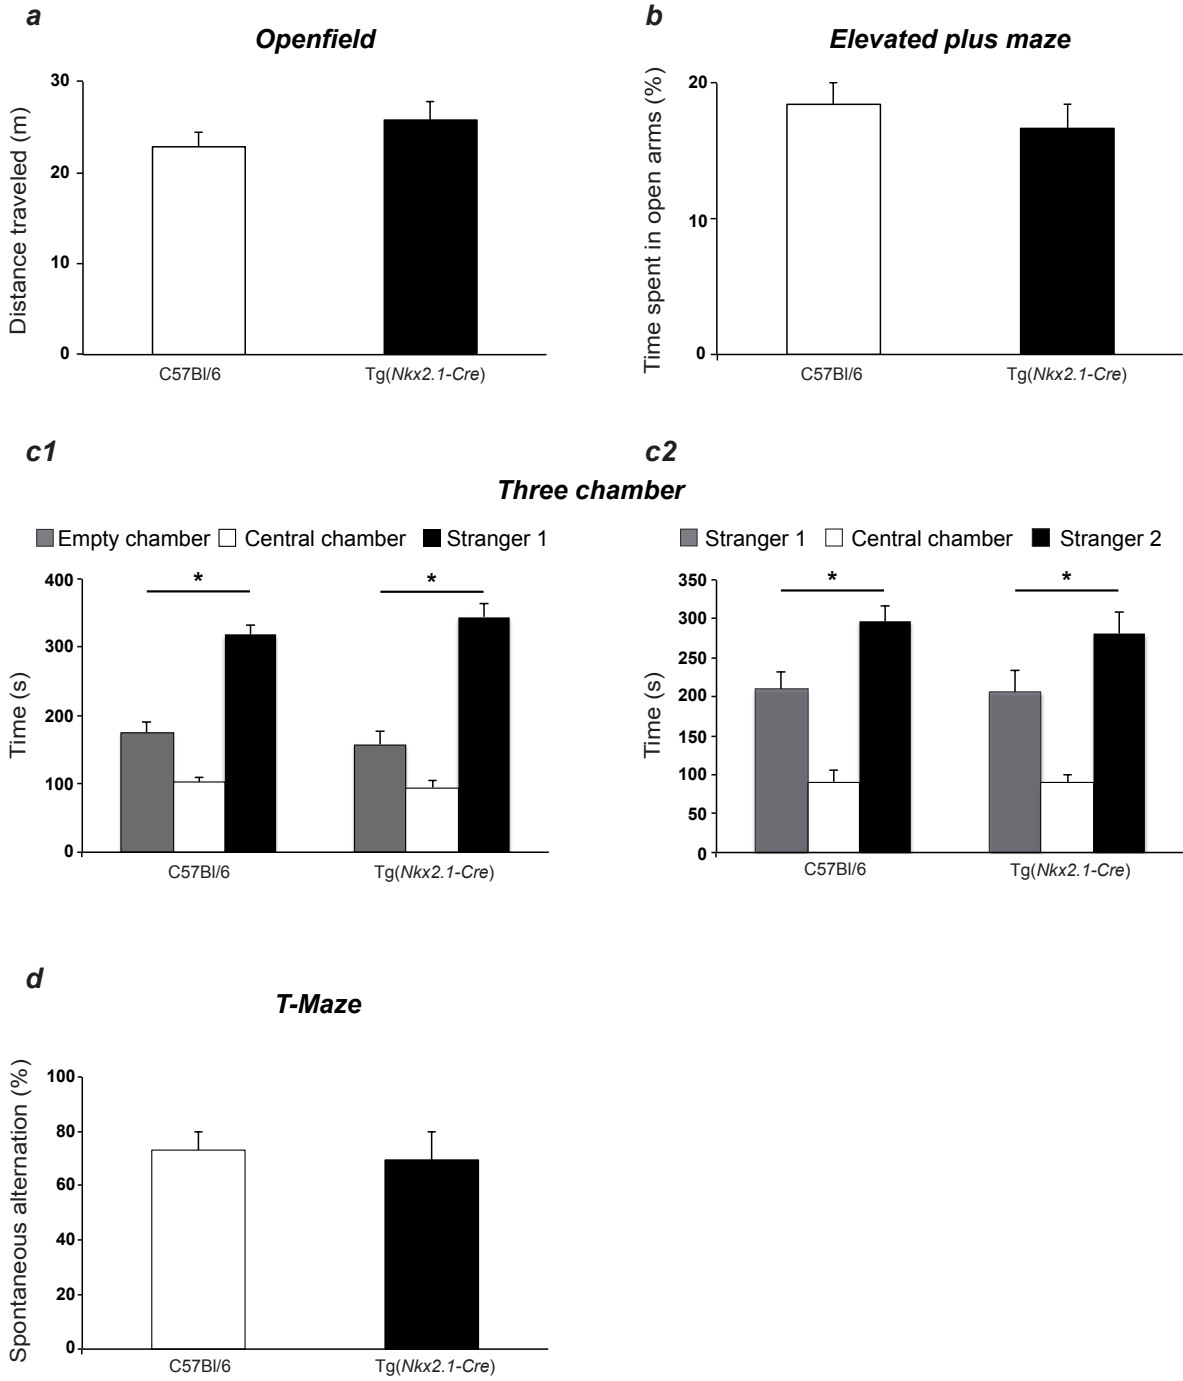 a
Openfield
Distance traveled (m)
30
20
10
0
C57Bl/6
Tg(Nkx2.1-Cre)
b
Elevated plus maze
Time spent in open arms (%)
20
10
0
C57Bl/6
Tg(Nkx2.1-Cre)
c1
c2
Three chamber
Empty chamber
Central chamber
Stranger 1
Time (s)
400
300
200
100
0
*
*
C57Bl/6
Tg(Nkx2.1-Cre)
Stranger 1
Central chamber
Stranger 2
Time (s)
350
300
250
200
150
100
50
0
*
*
C57Bl/6
Tg(Nkx2.1-Cre)
d
T-Maze
Spontaneous alternation (%)
100
80
60
40
20
0
C57Bl/6
Tg(Nkx2.1-Cre)